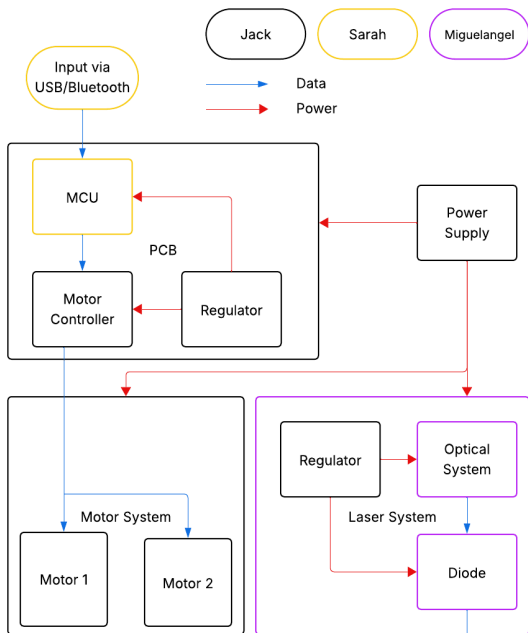 Jack
Sarah
Miguelangel
Input via
USB/Bluetooth
Data
Power
MCU
PCB
Power
Supply
Motor
Controller
Regulator
Regulator
Optical
System
Motor System
Laser System
Motor 1
Motor 2
Diode